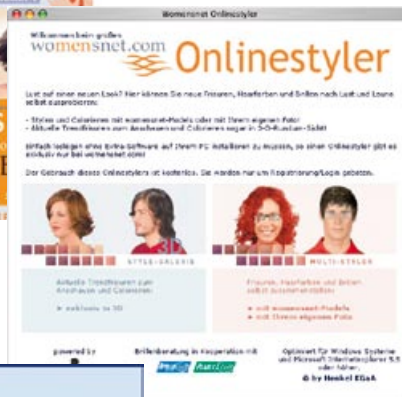 Womensnet Onlinestyler
Willkommen beim großen
womensnet.com
Onlinestyler
Lust auf einen neuen Look? Hier können Sie neue Frisuren, Haarfarben und Brillen nach Lust und Laune
selbst ausprobieren:
- Stylen und Colorieren mit womensnet-Models oder mit Ihrem eigenen Foto!
- Aktuelle Trendfrisuren zum Anschauen und Colorieren sogar in 3-D-Rundum-Sicht!
Einfach loslegen ohne Extra-Software auf Ihrem PC installieren zu müssen, so einen Onlinestyler gibt es
exklusiv nur bei womensnet.com!
Der Gebrauch dieses Onlinestylers ist kostenlos. Sie werden nur um Registrierung/Login gebeten.
3D
STYLE-GALERIE
MULTI-STYLER
Aktuelle Trendfrisuren zum
Anschauen und Colorieren:
► exklusiv in 3D
Frisuren, Haarfarben und Brillen
selbst zusammenstellen:
► mit womensnet-Models
► mit Ihrem eigenen Foto
powered by
Brillenberatung in Kooperation mit
Optimiert für Windows Systeme
und Microsoft Internetexplorer 5.5
oder höher.
© by Henkel KGaA